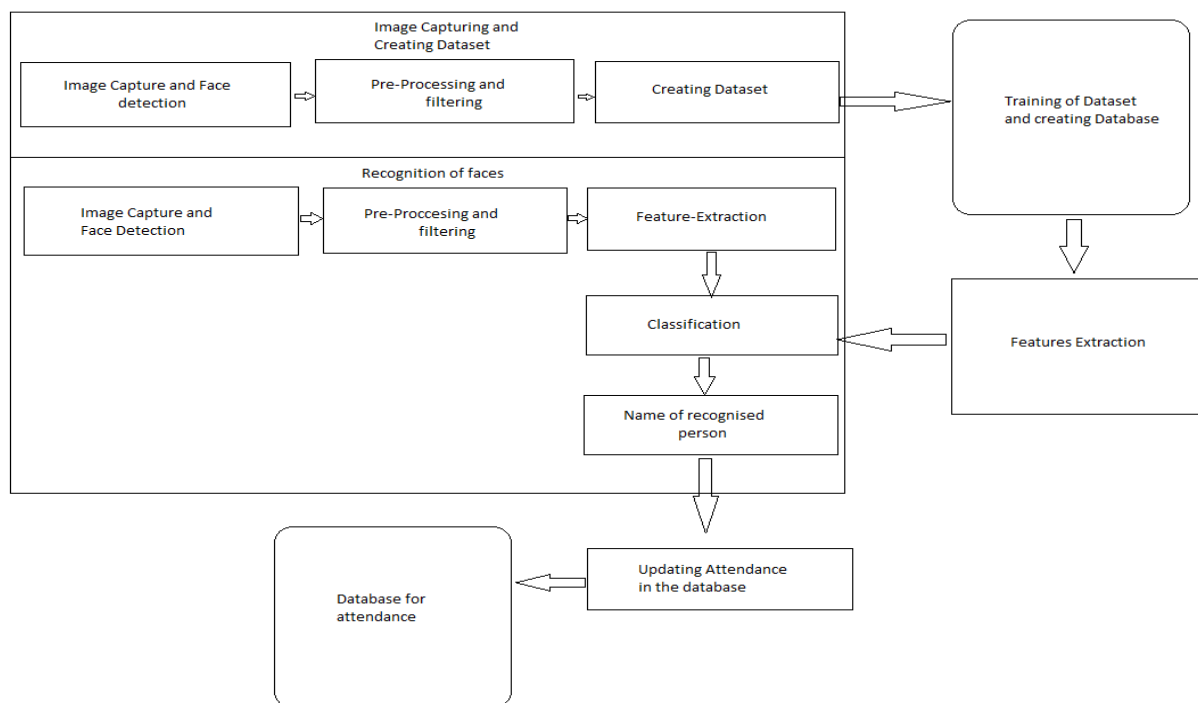 Image Capturing and
Creating Dataset
Image Capture and Face
detection
Pre-Processing and
filtering
Creating Dataset
Training of Dataset
and creating Database
Recognition of faces
Image Capture and
Face Detection
Pre-Proccesing and
filtering
Feature-Extraction
Classification
Features Extraction
Name of recognised
person
Updating Attendance
in the database
Database for
attendance